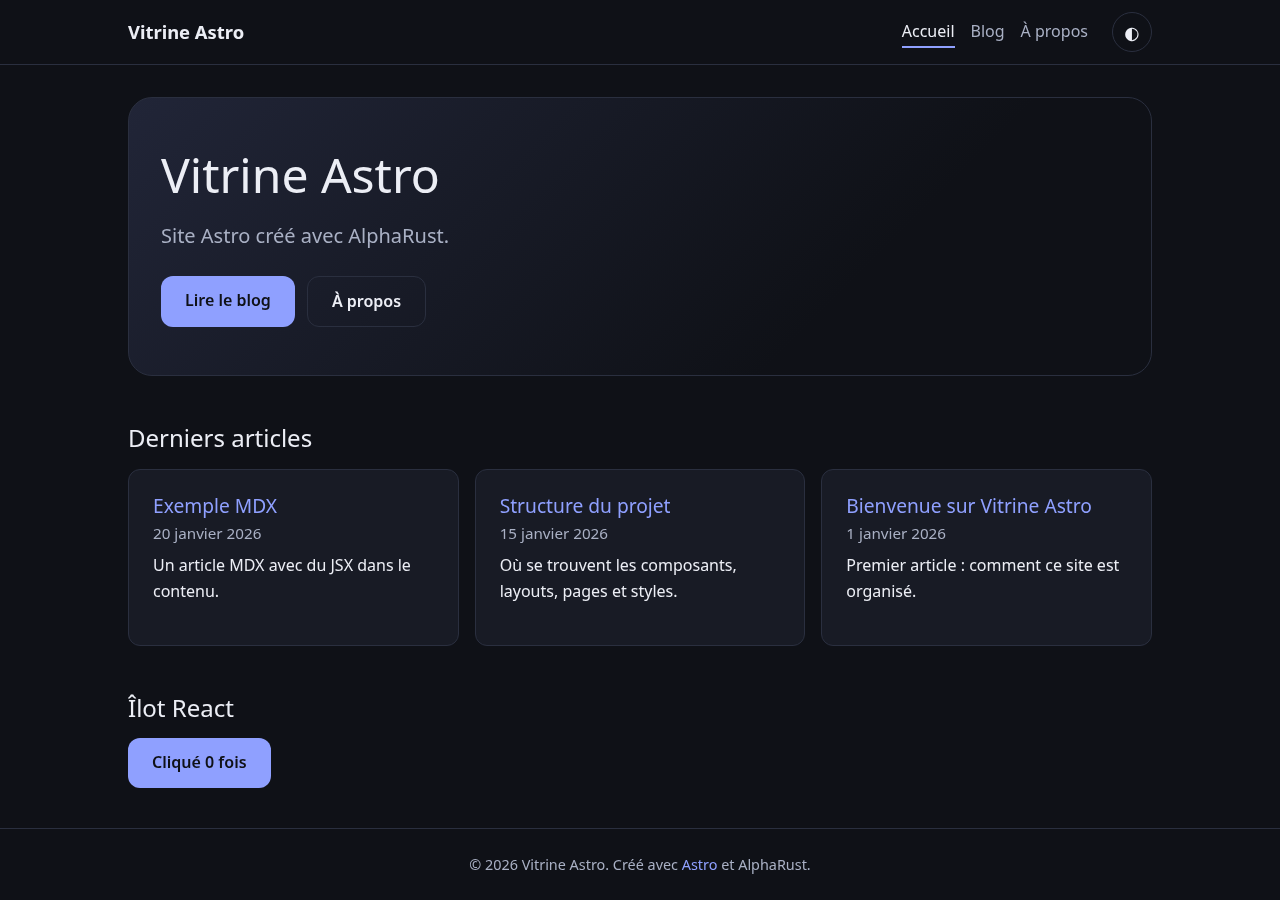 Vitrine Astro
Accueil Blog À propos
Vitrine Astro
Site Astro créé avec AlphaRust.
Lire le blog À propos
Derniers articles
Exemple MDX
20 janvier 2026
Un article MDX avec du JSX dans le
contenu.
Structure du projet
15 janvier 2026
Où se trouvent les composants,
layouts, pages et styles.
Bienvenue sur Vitrine Astro
1 janvier 2026
Premier article : comment ce site est
organisé.
Îlot React
Cliqué 0 fois
© 2026 Vitrine Astro. Créé avec Astro et AlphaRust.